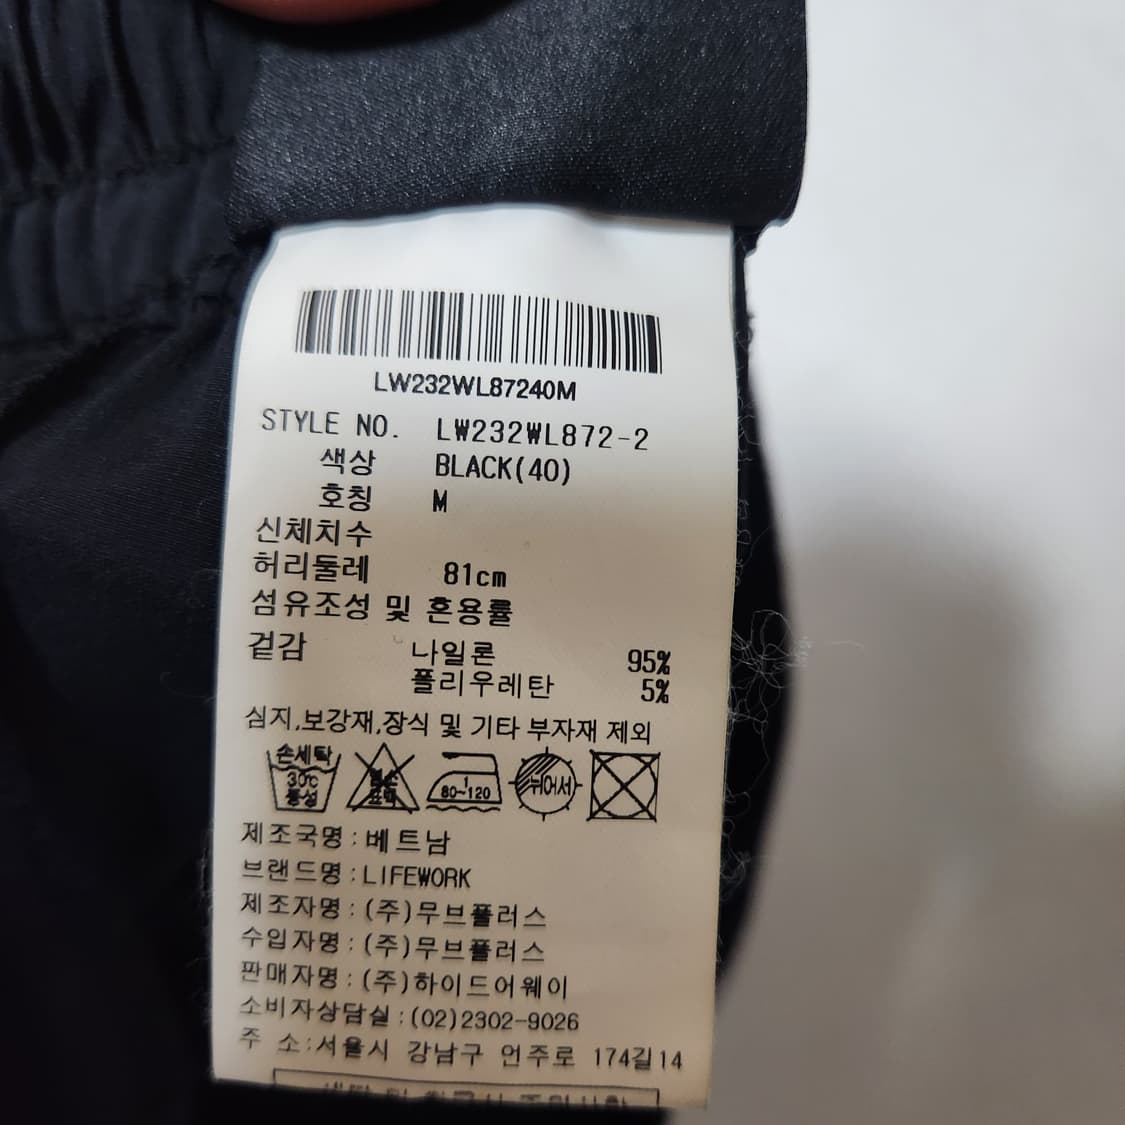 LW232WL87240M
STYLE NO. LW232WL872-2
색상 BLACK(40)
호칭 M
신체치수
허리둘레 81cm
섬유조성 및 혼용률
겉감 나일론 95%
폴리우레탄 5%
심지,보강재,장식 및 기타 부자재 제외
손세탁 30℃ 중성
염소 표백
1 80~120
뉘어서
제조국명:베트남
브랜드명:LIFEWORK
제조자명:(주)무브플러스
수입자명:(주)무브플러스
판매자명:(주)하이드어웨이
소비자상담실:(02)2302-9026
주 소:서울시 강남구 언주로 174길14